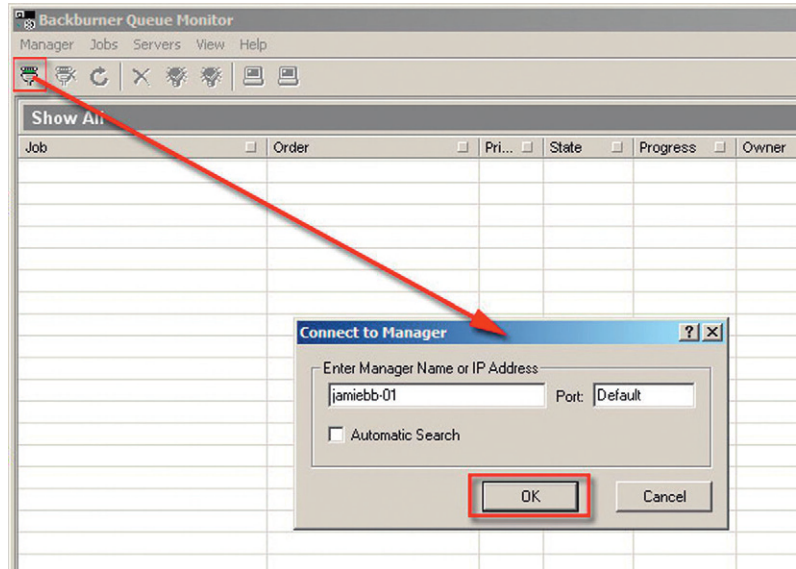 Backburner Queue Monitor
Manager Jobs Servers View Help
Show All
Job Order Pri... State Progress Owner
Connect to Manager
Enter Manager Name or IP Address
jamiebb-01 Port: Default
Automatic Search
OK Cancel